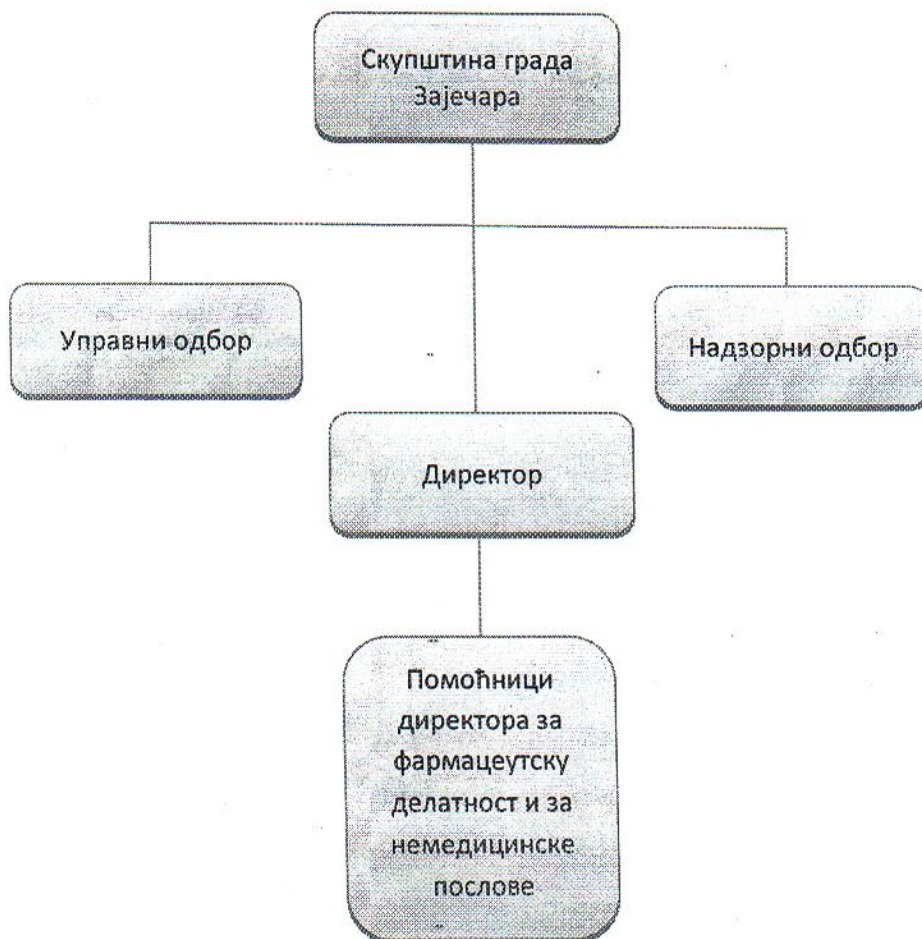 Скупштина града
Зајечара
Управни одбор
Надзорни одбор
Директор
Помоћници
директора за
фармацеутску
делатност и за
немедицинске
послове